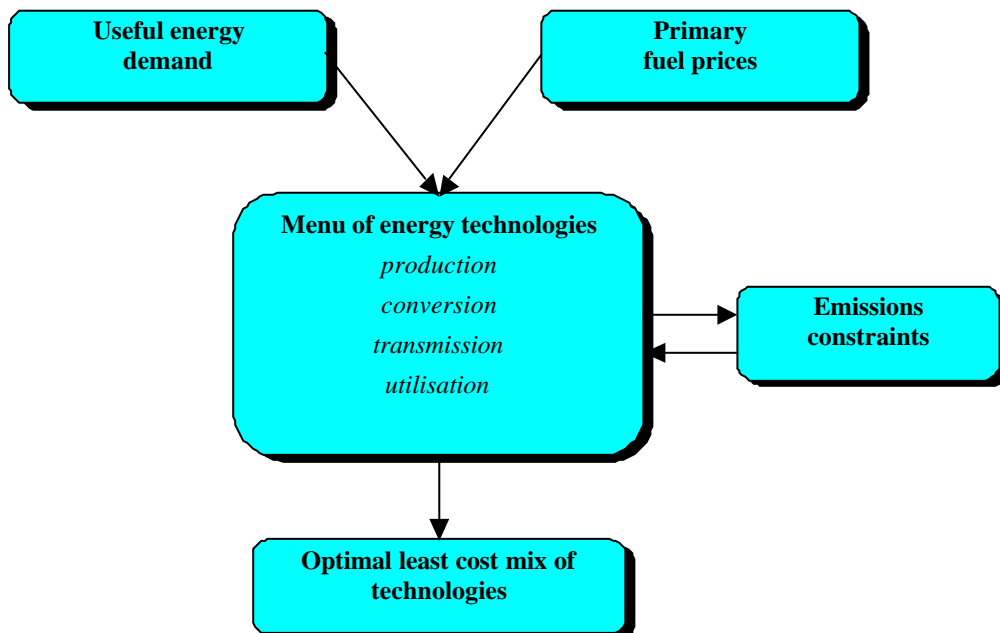 Useful energy
demand
Primary
fuel prices
Menu of energy technologies
production
conversion
transmission
utilisation
Emissions
constraints
Optimal least cost mix of
technologies